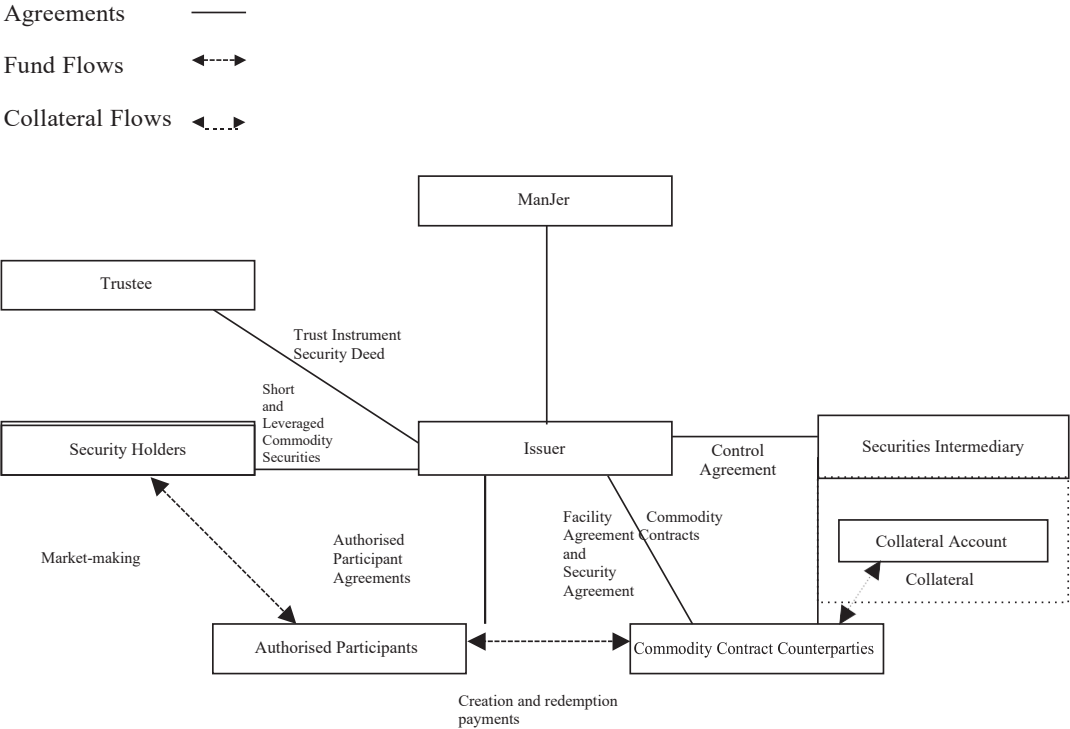 Agreements
Fund Flows
Collateral Flows
ManJer
Trustee
Trust Instrument
Security Deed
Short
and
Leveraged
Commodity
Securities
Security Holders
Issuer
Control
Agreement
Securities Intermediary
Market-making
Authorised
Participant
Agreements
Facility
Agreement
and
Security
Agreement
Commodity
Contracts
Collateral Account
Collateral
Authorised Participants
Commodity Contract Counterparties
Creation and redemption
payments